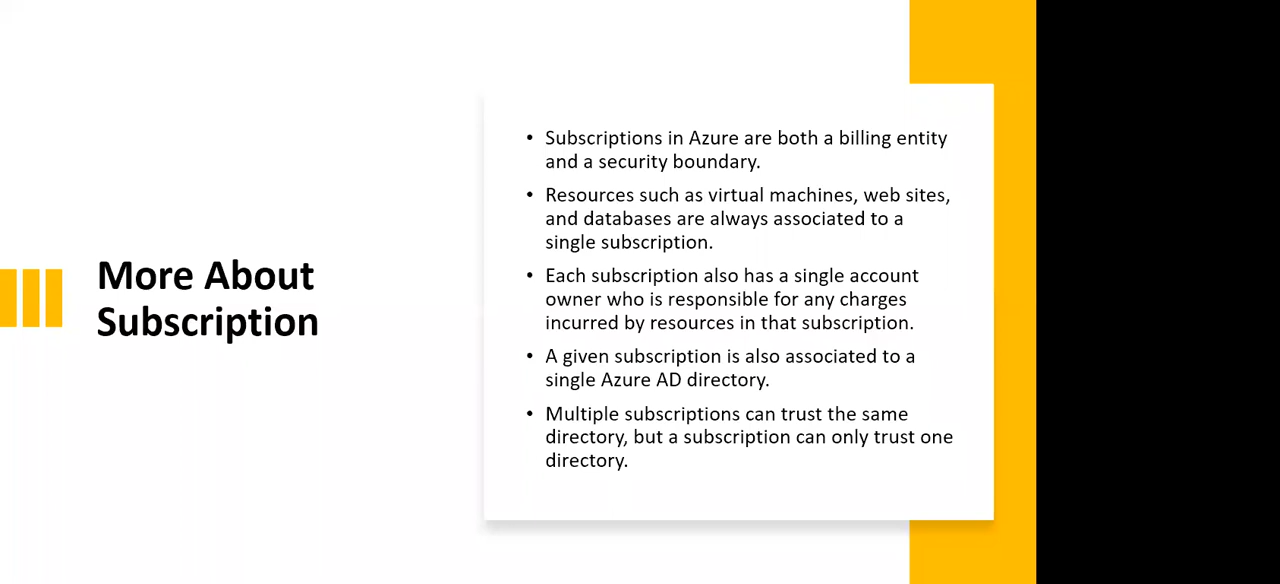 More About
Subscription
• Subscriptions in Azure are both a billing entity
and a security boundary.
• Resources such as virtual machines, web sites,
and databases are always associated to a
single subscription.
• Each subscription also has a single account
owner who is responsible for any charges
incurred by resources in that subscription.
• A given subscription is also associated to a
single Azure AD directory.
• Multiple subscriptions can trust the same
directory, but a subscription can only trust one
directory.